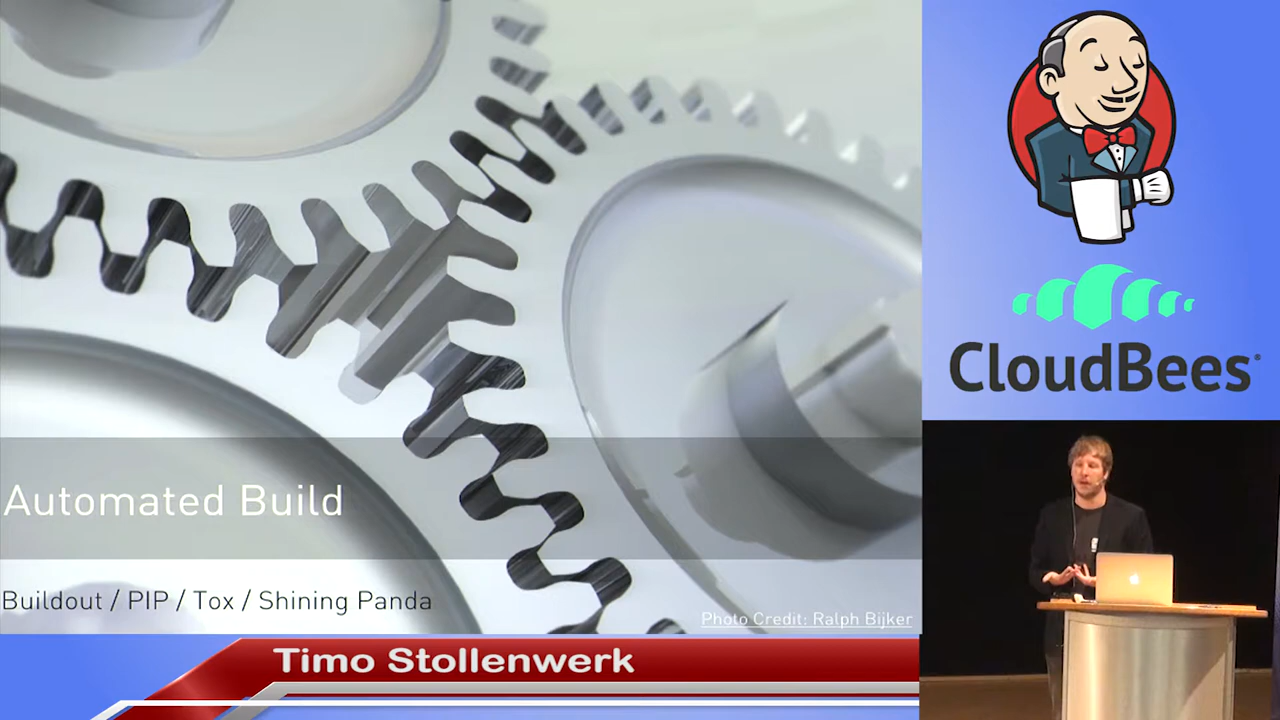 Automated Build
Buildout / PIP / Tox / Shining Panda
Photo Credit: Ralph Bijker
Timo Stollenwerk
CloudBees